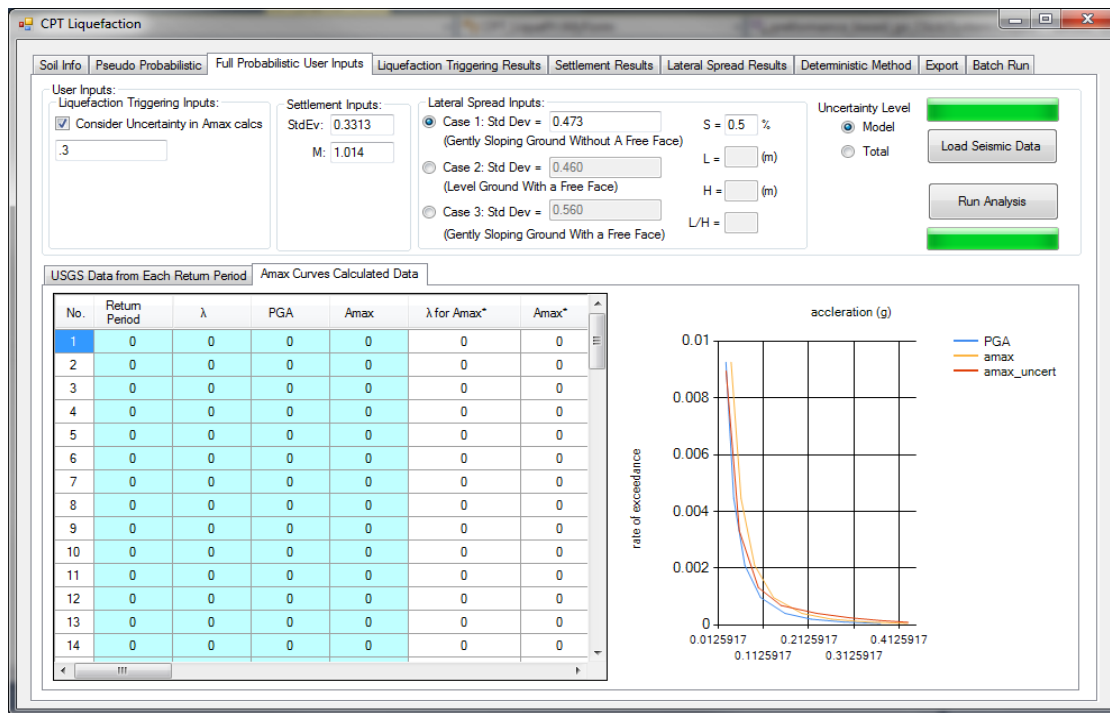 CPT Liquefaction
Soil Info Pseudo Probabilistic Full Probabilistic User Inputs Liquefaction Triggering Results Settlement Results Lateral Spread Results Deterministic Method Export Batch Run
User Inputs:
Liquefaction Triggering Inputs:
Consider Uncertainty in Amax calcs
.3
Settlement Inputs:
StdEv: 0.3313
M: 1.014
Lateral Spread Inputs:
Case 1: Std Dev = 0.473
(Gently Sloping Ground Without A Free Face)
Case 2: Std Dev = 0.460
(Level Ground With a Free Face)
Case 3: Std Dev = 0.560
(Gently Sloping Ground With a Free Face)
S = 0.5 %
L = (m)
H = (m)
L/H =
Uncertainty Level
Model
Total
Load Seismic Data
Run Analysis
USGS Data from Each Return Period Amax Curves Calculated Data
No. Return Period λ PGA Amax λ for Amax* Amax*
1 0 0 0 0 0 0
2 0 0 0 0 0 0
3 0 0 0 0 0 0
4 0 0 0 0 0 0
5 0 0 0 0 0 0
6 0 0 0 0 0 0
7 0 0 0 0 0 0
8 0 0 0 0 0 0
9 0 0 0 0 0 0
10 0 0 0 0 0 0
11 0 0 0 0 0 0
12 0 0 0 0 0 0
13 0 0 0 0 0 0
14 0 0 0 0 0 0
accleration (g)
PGA
amax
amax_uncert
rate of exceedance
0.01
0.008
0.006
0.004
0.002
0
0.0125917 0.2125917 0.4125917
0.1125917 0.3125917